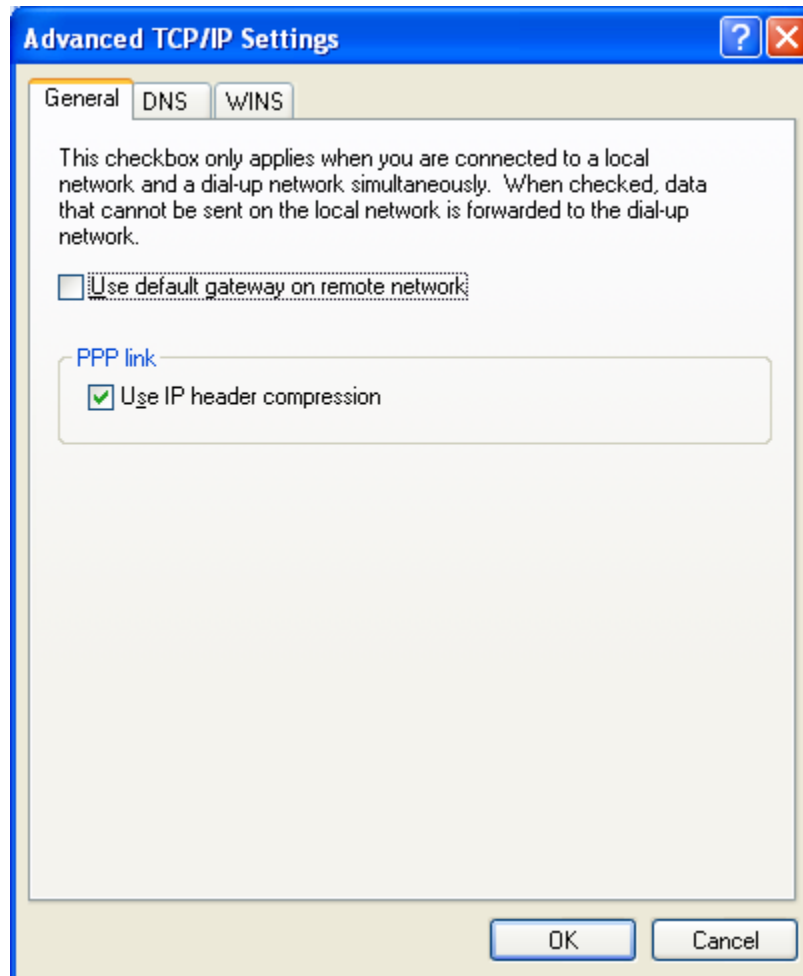 Advanced TCP/IP Settings
General DNS WINS
This checkbox only applies when you are connected to a local
network and a dial-up network simultaneously. When checked, data
that cannot be sent on the local network is forwarded to the dial-up
network.
Use default gateway on remote network
PPP link
Use IP header compression
OK Cancel